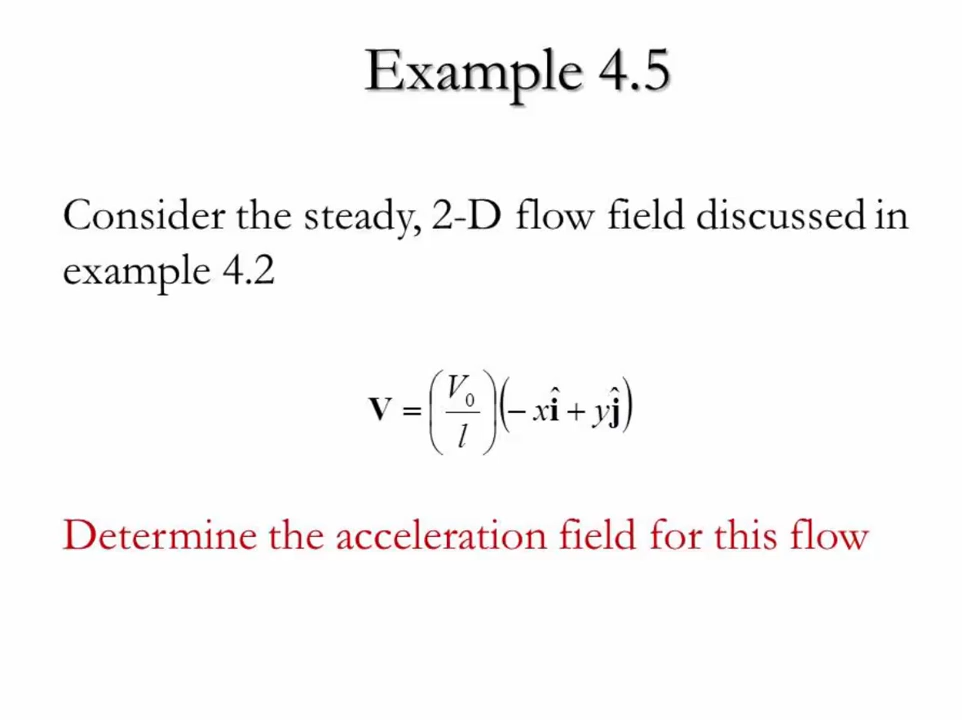 Example 4.5
Consider the steady, 2-D flow field discussed in
example 4.2
V = (V₀/l)(− xî + yĵ)
Determine the acceleration field for this flow